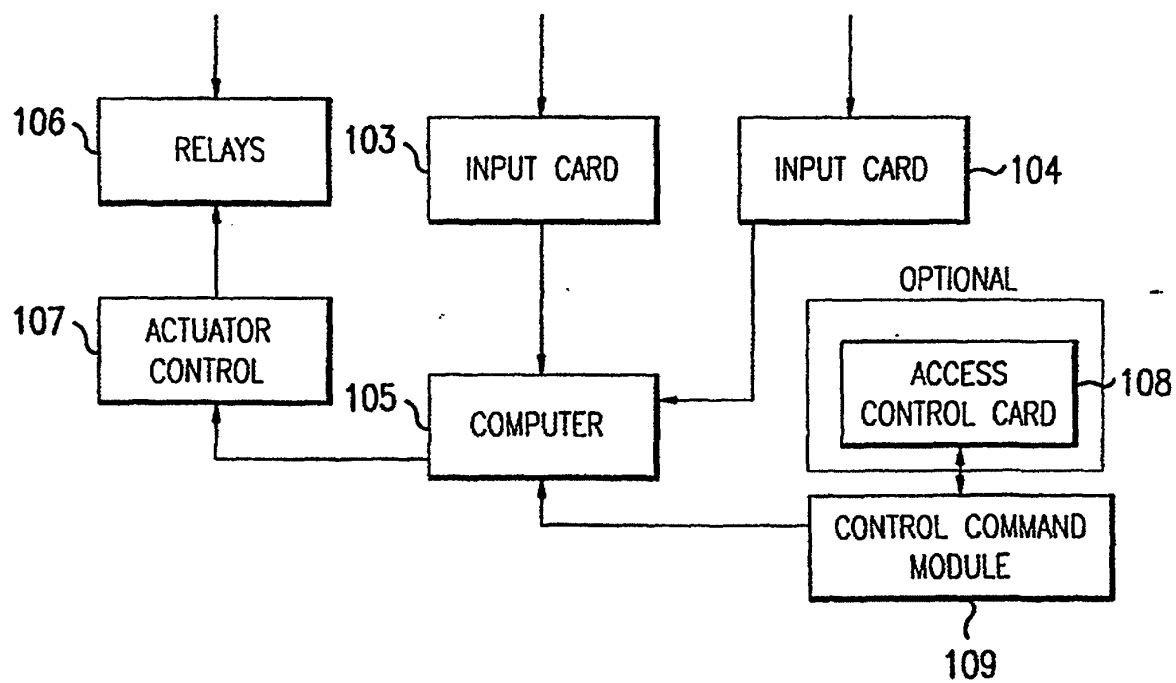 106
RELAYS
103
INPUT CARD
INPUT CARD
104
OPTIONAL
107
ACTUATOR
CONTROL
ACCESS
CONTROL CARD
108
105
COMPUTER
CONTROL COMMAND
MODULE
109